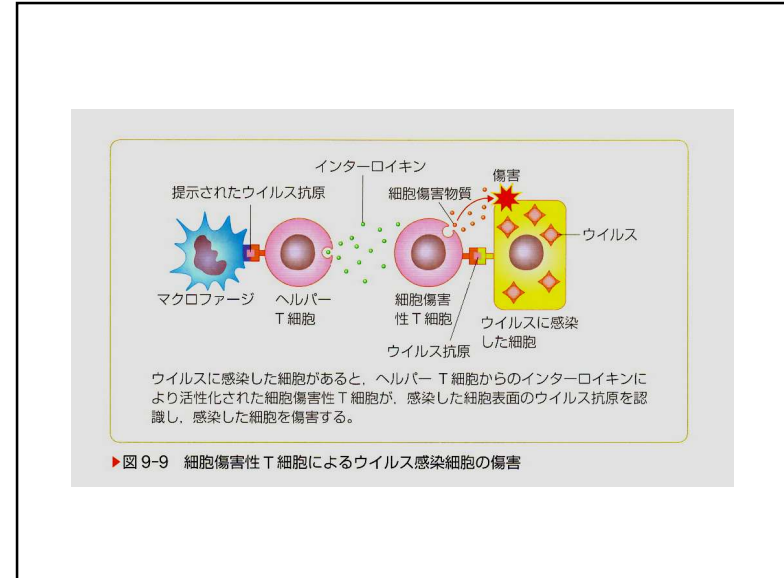 インターロイキン
傷害
提示されたウイルス抗原
細胞傷害物質
ウイルス
マクロファージ
ヘルパー
T 細胞
細胞傷害
性 T 細胞
ウイルスに感染
した細胞
ウイルス抗原
ウイルスに感染した細胞があると，ヘルパー T 細胞からのインターロイキンに
より活性化された細胞傷害性 T 細胞が，感染した細胞表面のウイルス抗原を認
識し，感染した細胞を傷害する。
▶図 9-9 細胞傷害性 T 細胞によるウイルス感染細胞の傷害